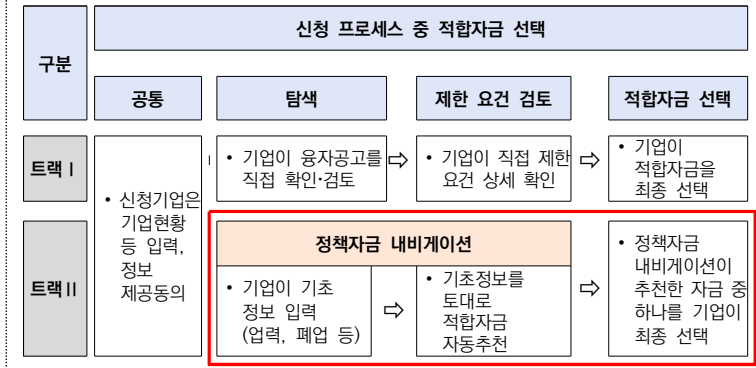 구분
신청 프로세스 중 적합자금 선택
공통
탐색
제한 요건 검토
적합자금 선택
트랙Ⅰ
• 신청기업은
기업현황
등 입력,
정보
제공동의
• 기업이 융자공고를
직접 확인·검토
⇨
• 기업이 직접 제한
요건 상세 확인
⇨
• 기업이
적합자금을
최종 선택
트랙Ⅱ
정책자금 내비게이션
• 기업이 기초
정보 입력
(업력, 폐업 등)
⇨
• 기초정보를
토대로
적합자금
자동추천
⇨
• 정책자금
내비게이션이
추천한 자금 중
하나를 기업이
최종 선택